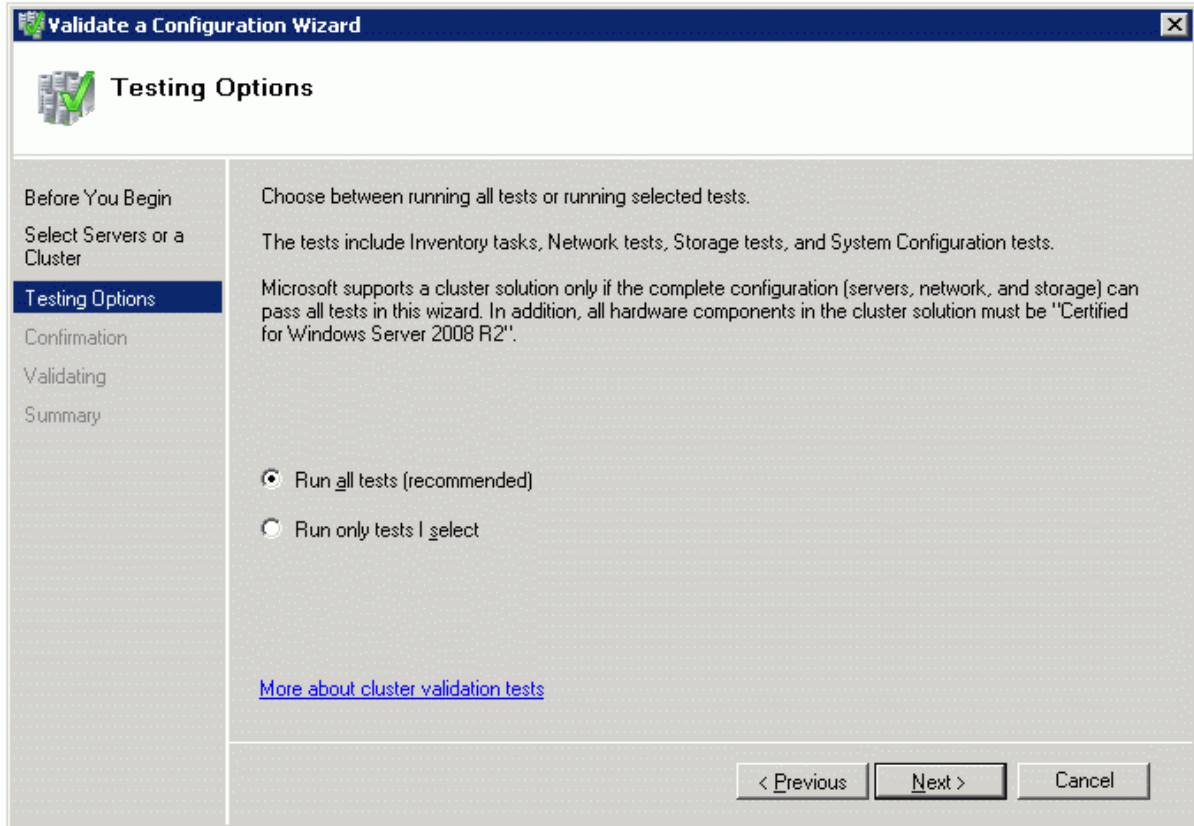 Validate a Configuration Wizard
Testing Options
Before You Begin
Select Servers or a
Cluster
Testing Options
Confirmation
Validating
Summary
Choose between running all tests or running selected tests.
The tests include Inventory tasks, Network tests, Storage tests, and System Configuration tests.
Microsoft supports a cluster solution only if the complete configuration (servers, network, and storage) can
pass all tests in this wizard. In addition, all hardware components in the cluster solution must be "Certified
for Windows Server 2008 R2".
Run all tests (recommended)
Run only tests I select
More about cluster validation tests
< Previous
Next >
Cancel